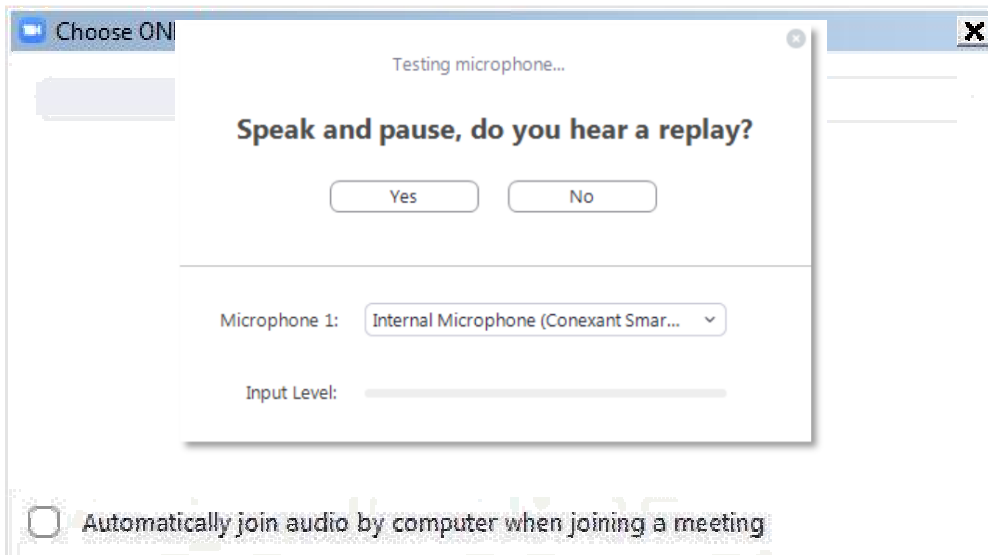 Choose ON
Testing microphone...
Speak and pause, do you hear a replay?
Yes
No
Microphone 1:
Internal Microphone (Conexant Smar...
Input Level:
Automatically join audio by computer when joining a meeting